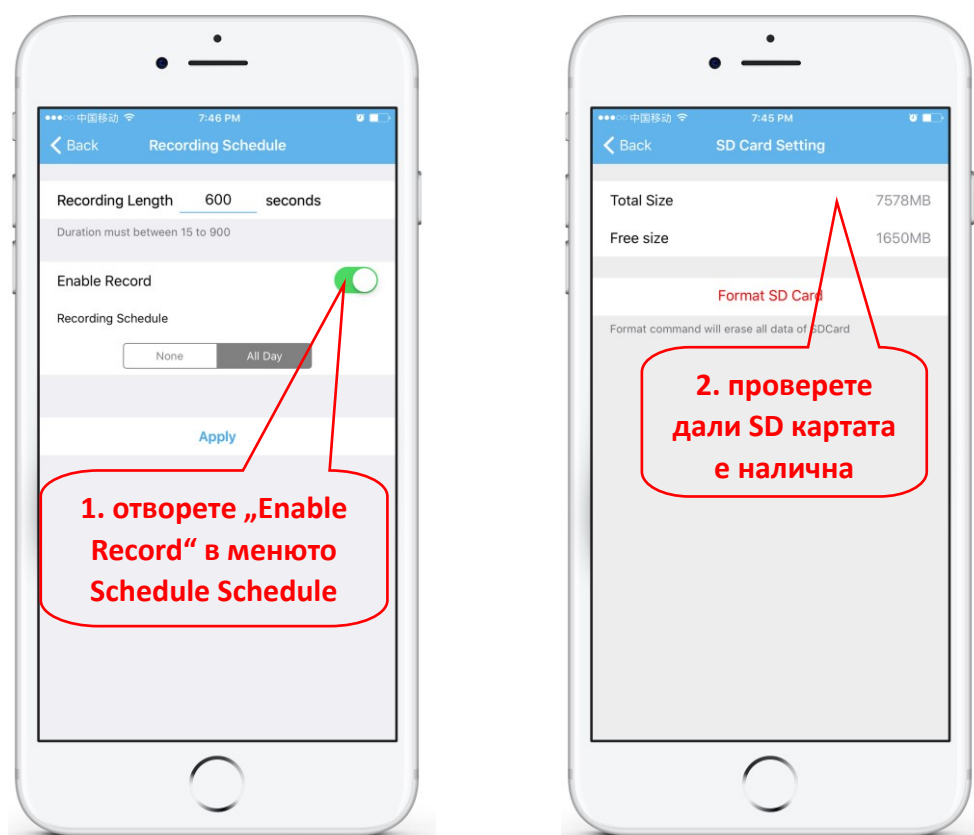 中国移动 7:46 PM
Back Recording Schedule
Recording Length 600 seconds
Duration must between 15 to 900
Enable Record
Recording Schedule
None All Day
Apply
1. отворете „Enable
Record“ в менюто
Schedule Schedule
中国移动 7:45 PM
Back SD Card Setting
Total Size 7578MB
Free size 1650MB
Format SD Card
Format command will erase all data of SDCard
2. проверете
дали SD картата
е налична